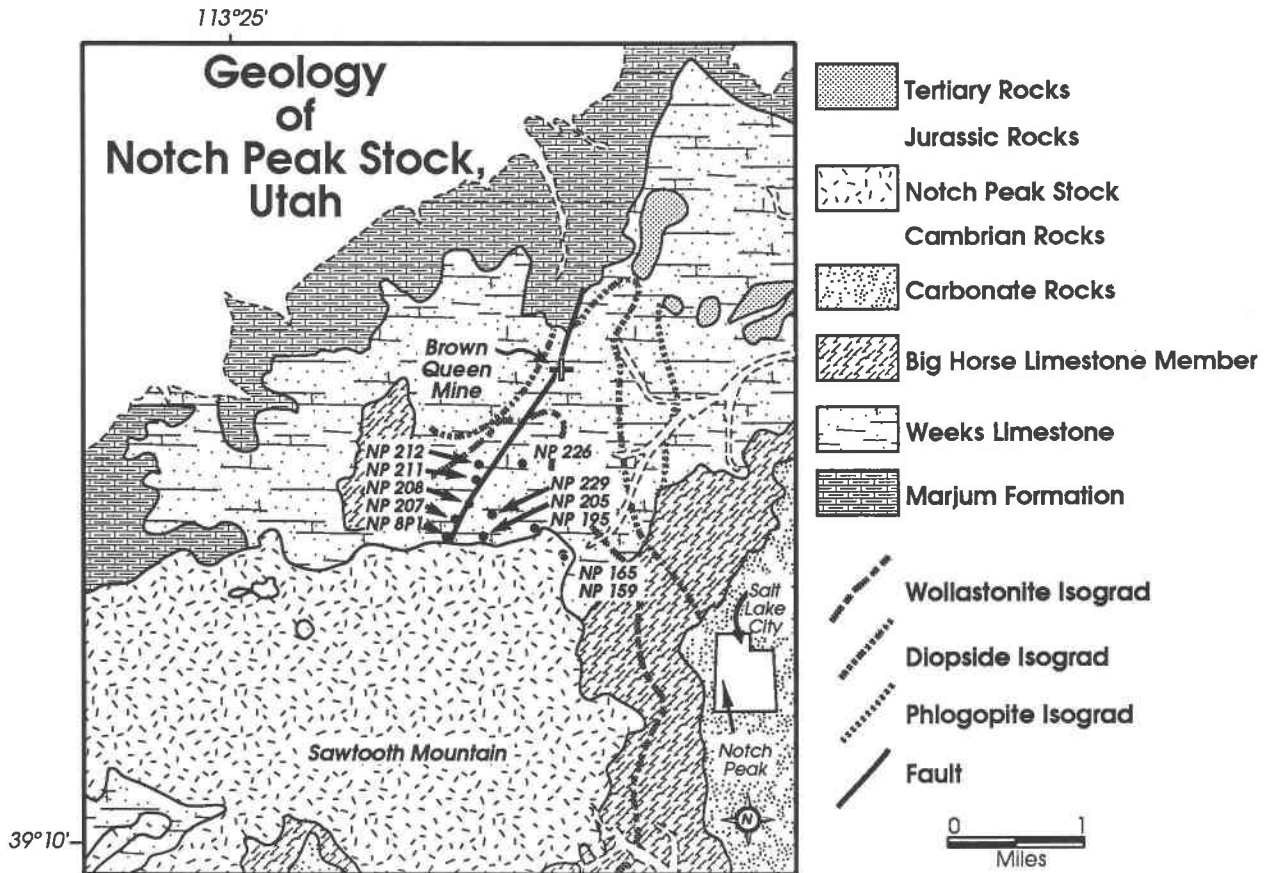 113°25'
Geology
of
Notch Peak Stock,
Utah
Brown
Queen
Mine
NP 212
NP 211
NP 208
NP 207
NP 8P1
NP 226
NP 229
NP 205
NP 195
NP 165
NP 159
Salt
Lake
City
Notch
Peak
Sawtooth Mountain
N
39°10'
Tertiary Rocks
Jurassic Rocks
Notch Peak Stock
Cambrian Rocks
Carbonate Rocks
Big Horse Limestone Member
Weeks Limestone
Marjum Formation
Wollastonite Isograd
Diopside Isograd
Phlogopite Isograd
Fault
0 1
Miles